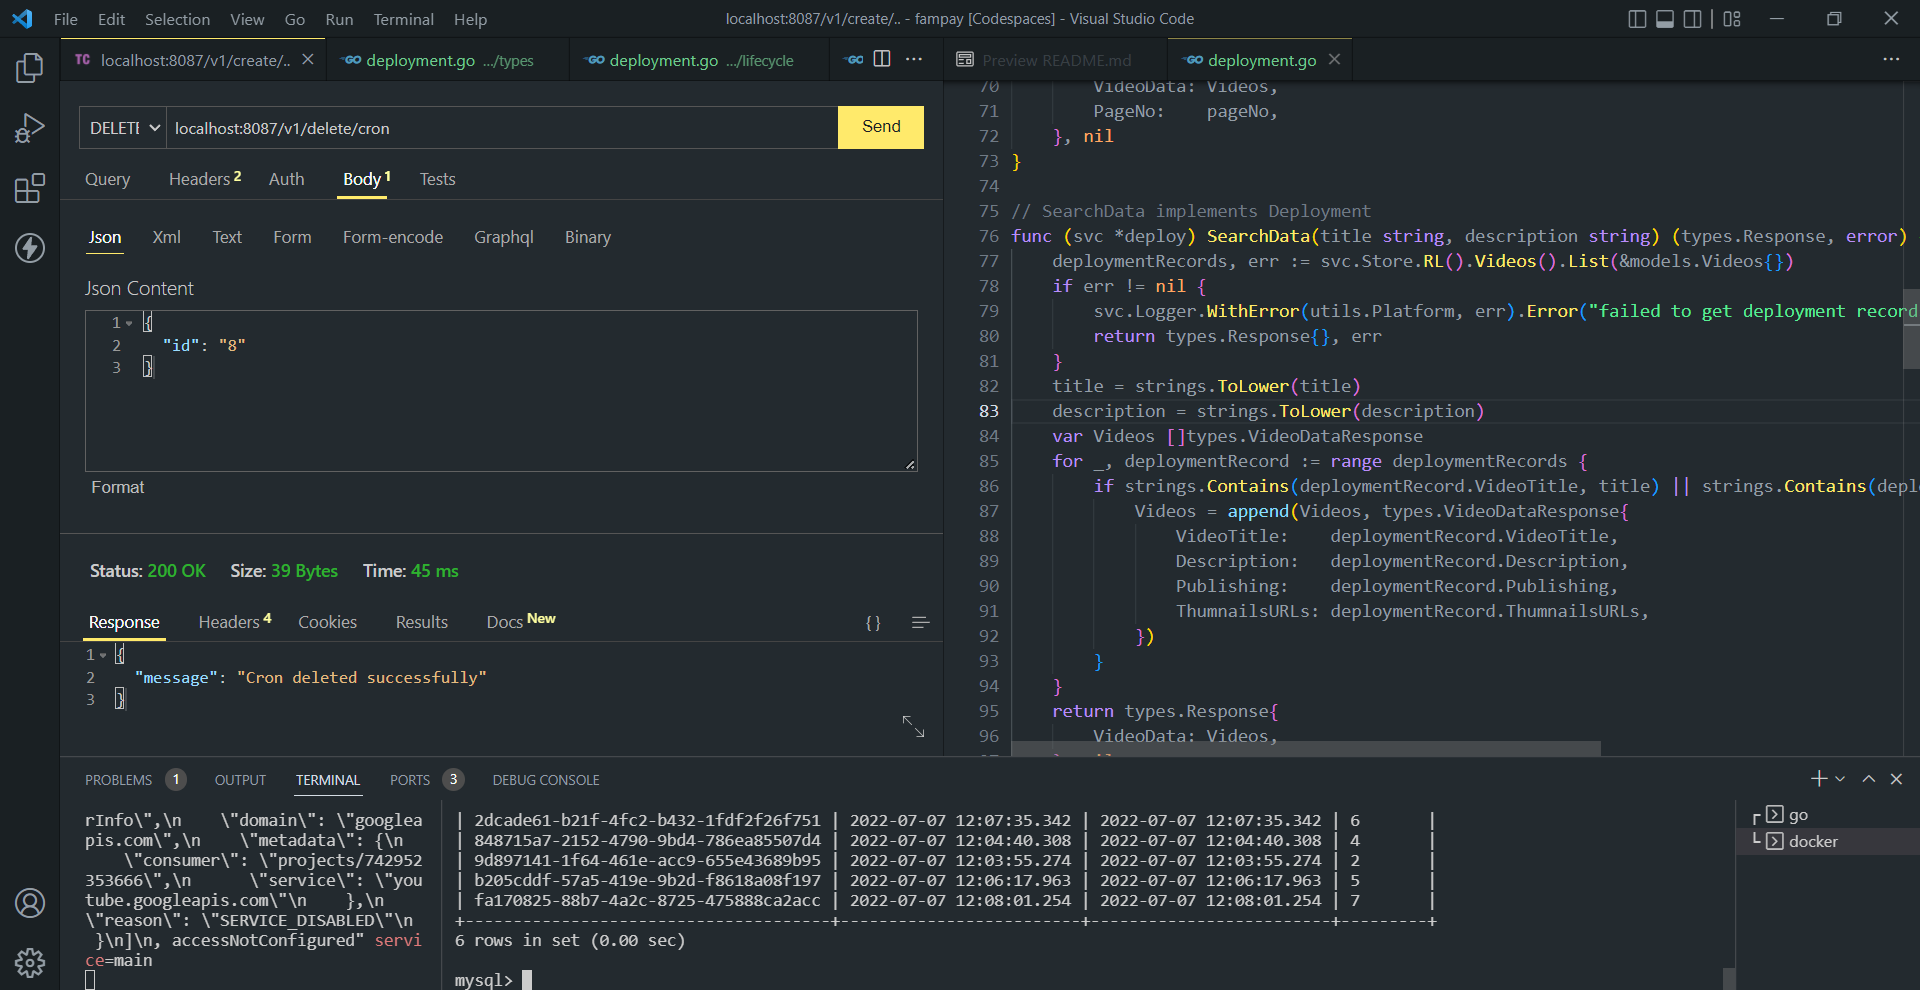 File Edit Selection View Go Run Terminal Help
localhost:8087/v1/create/.. - fampay [Codespaces] - Visual Studio Code
TC localhost:8087/v1/create/..
GO deployment.go .../types
GO deployment.go .../lifecycle
GO
Preview README.md
GO deployment.go
DELETE localhost:8087/v1/delete/cron Send
Query Headers 2 Auth Body 1 Tests
Json Xml Text Form Form-encode Graphql Binary
Json Content
1 {
2 "id": "8"
3 }
Format
Status: 200 OK Size: 39 Bytes Time: 45 ms
Response Headers 4 Cookies Results Docs New {}
1 {
2 "message": "Cron deleted successfully"
3 }
70 VideoData: Videos,
71 PageNo: pageNo,
72 }, nil
73 }
74
75 // SearchData implements Deployment
76 func (svc *deploy) SearchData(title string, description string) (types.Response, error)
77 deploymentRecords, err := svc.Store.RL().Videos().List(&models.Videos{})
78 if err != nil {
79 svc.Logger.WithError(utils.Platform, err).Error("failed to get deployment record
80 return types.Response{}, err
81 }
82 title = strings.ToLower(title)
83 description = strings.ToLower(description)
84 var Videos []types.VideoDataResponse
85 for _, deploymentRecord := range deploymentRecords {
86 if strings.Contains(deploymentRecord.VideoTitle, title) || strings.Contains(depl
87 Videos = append(Videos, types.VideoDataResponse{
88 VideoTitle: deploymentRecord.VideoTitle,
89 Description: deploymentRecord.Description,
90 Publishing: deploymentRecord.Publishing,
91 ThumnailsURLs: deploymentRecord.ThumnailsURLs,
92 })
93 }
94 }
95 return types.Response{
96 VideoData: Videos,
PROBLEMS 1 OUTPUT TERMINAL PORTS 3 DEBUG CONSOLE
rInfo\",\n    \"domain\": \"googlea
pis.com\",\n    \"metadata\": {\n
\"consumer\": \"projects/742952
353666\",\n      \"service\": \"you
tube.googleapis.com\"\n    },\n
\"reason\": \"SERVICE_DISABLED\"\n
}\n]\n, accessNotConfigured" servi
ce=main
| 2dcade61-b21f-4fc2-b432-1fdf2f26f751 | 2022-07-07 12:07:35.342 | 2022-07-07 12:07:35.342 | 6 |
| 848715a7-2152-4790-9bd4-786ea85507d4 | 2022-07-07 12:04:40.308 | 2022-07-07 12:04:40.308 | 4 |
| 9d897141-1f64-461e-acc9-655e43689b95 | 2022-07-07 12:03:55.274 | 2022-07-07 12:03:55.274 | 2 |
| b205cddf-57a5-419e-9b2d-f8618a08f197 | 2022-07-07 12:06:17.963 | 2022-07-07 12:06:17.963 | 5 |
| fa170825-88b7-4a2c-8725-475888ca2acc | 2022-07-07 12:08:01.254 | 2022-07-07 12:08:01.254 | 7 |
+--------------------------------------+-------------------------+-------------------------+---------+
6 rows in set (0.00 sec)
mysql>
go
docker